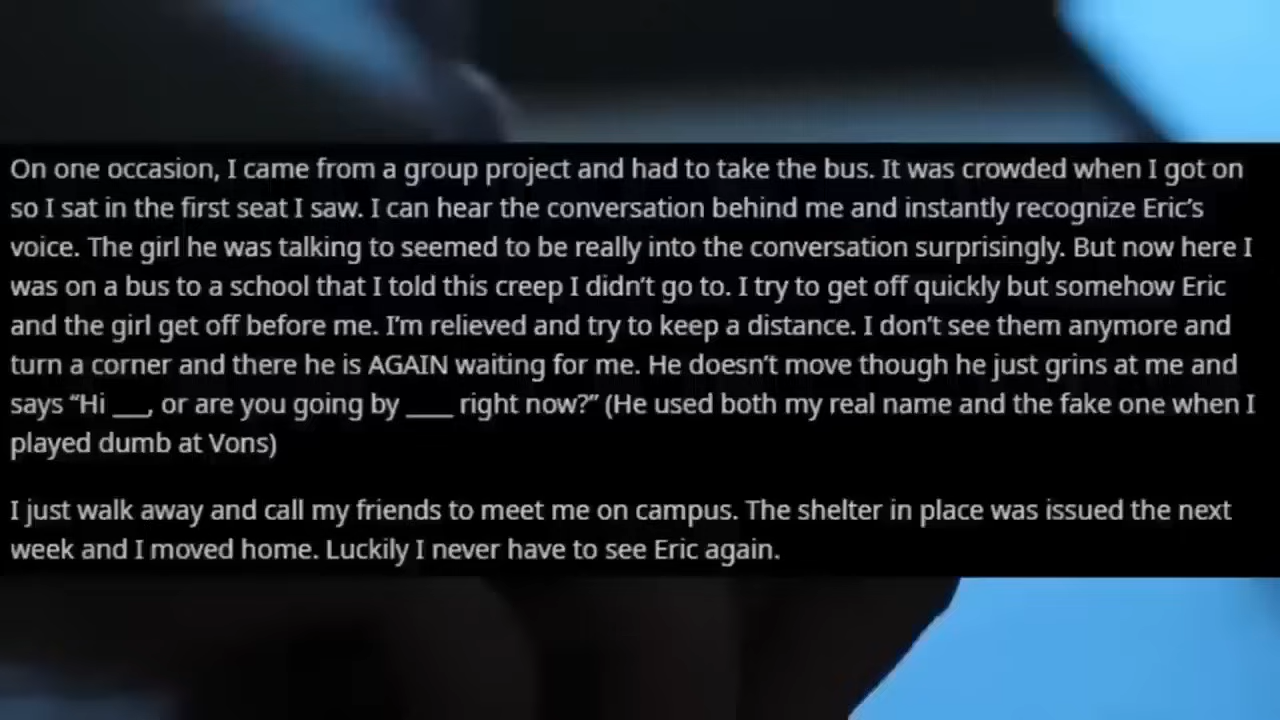 On one occasion, I came from a group project and had to take the bus. It was crowded when I got on
so I sat in the first seat I saw. I can hear the conversation behind me and instantly recognize Eric’s
voice. The girl he was talking to seemed to be really into the conversation surprisingly. But now here I
was on a bus to a school that I told this creep I didn’t go to. I try to get off quickly but somehow Eric
and the girl get off before me. I’m relieved and try to keep a distance. I don’t see them anymore and
turn a corner and there he is AGAIN waiting for me. He doesn’t move though he just grins at me and
says “Hi ___, or are you going by ____ right now?” (He used both my real name and the fake one when I
played dumb at Vons)
I just walk away and call my friends to meet me on campus. The shelter in place was issued the next
week and I moved home. Luckily I never have to see Eric again.